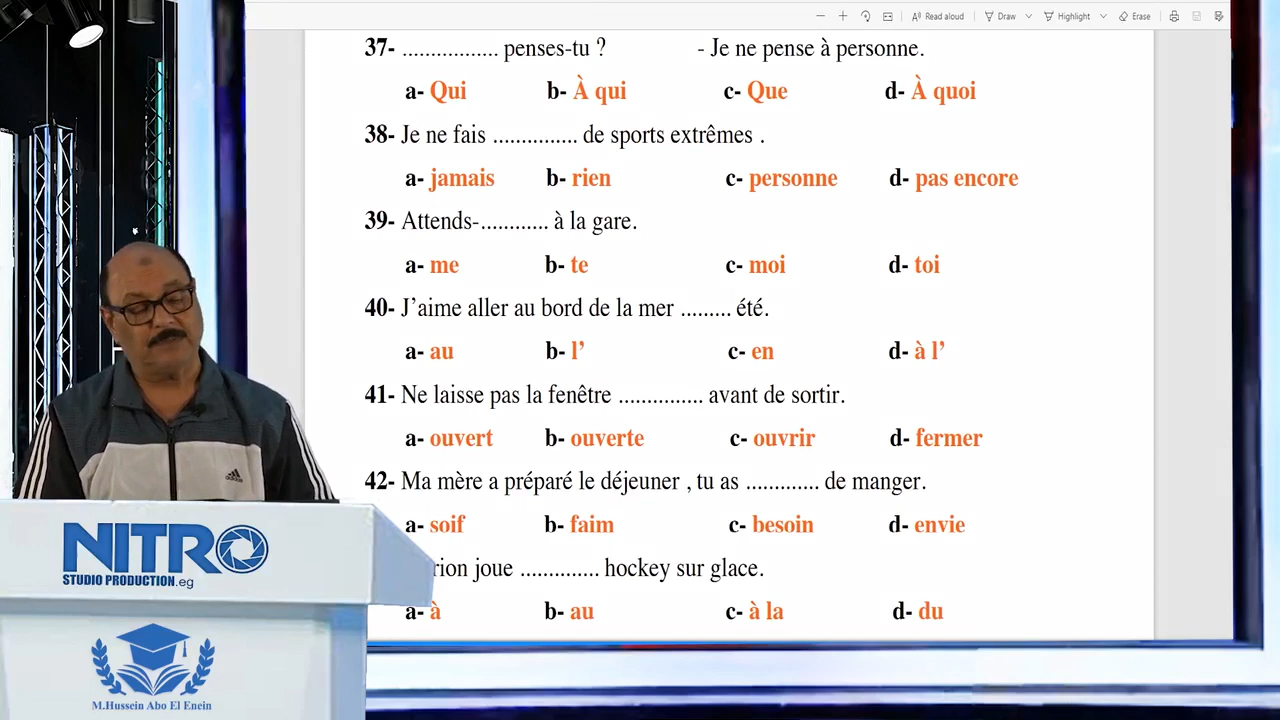 Read aloud Draw Highlight Erase
37- ................. penses-tu ? - Je ne pense à personne.
a- Qui b- À qui c- Que d- À quoi
38- Je ne fais ............... de sports extrêmes .
a- jamais b- rien c- personne d- pas encore
39- Attends-............ à la gare.
a- me b- te c- moi d- toi
40- J’aime aller au bord de la mer ......... été.
a- au b- l’ c- en d- à l’
41- Ne laisse pas la fenêtre ............... avant de sortir.
a- ouvert b- ouverte c- ouvrir d- fermer
42- Ma mère a préparé le déjeuner , tu as ............. de manger.
a- soif b- faim c- besoin d- envie
rion joue .............. hockey sur glace.
a- à b- au c- à la d- du
NITRO
STUDIO PRODUCTION.eg
M.Hussein Abo El Enein